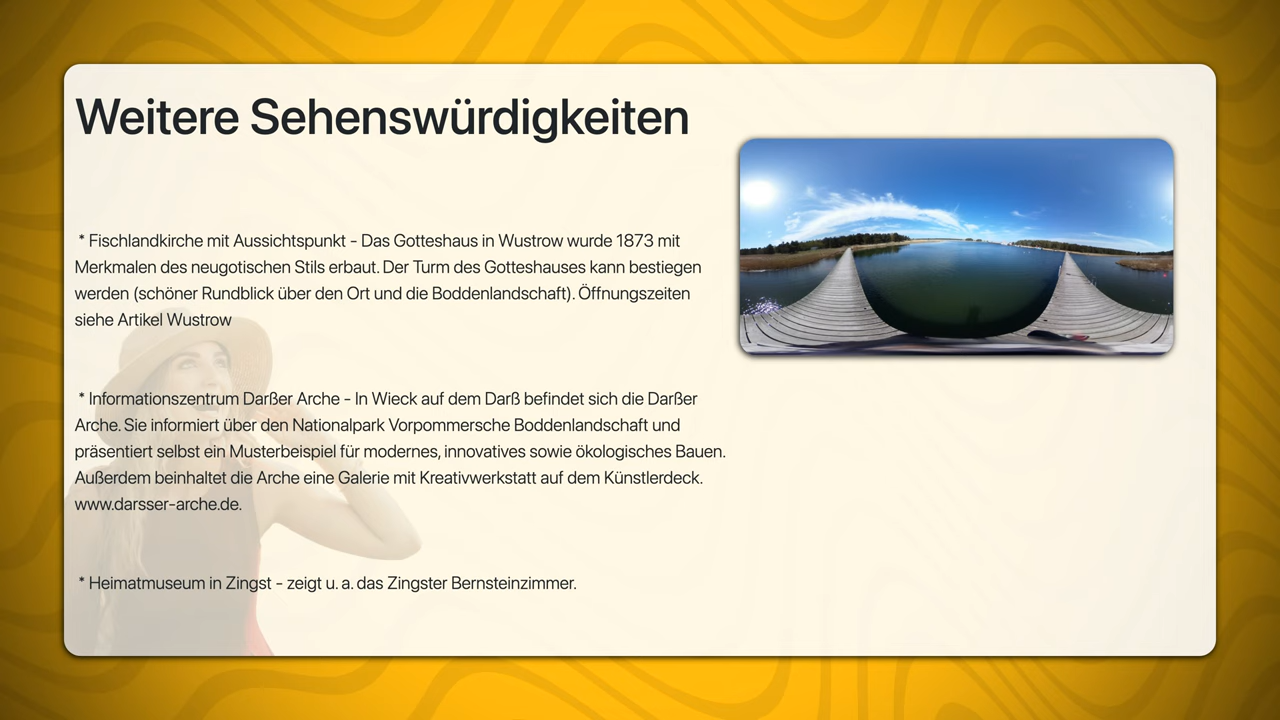 Weitere Sehenswürdigkeiten
* Fischlandkirche mit Aussichtspunkt - Das Gotteshaus in Wustrow wurde 1873 mit
Merkmalen des neugotischen Stils erbaut. Der Turm des Gotteshauses kann bestiegen
werden (schöner Rundblick über den Ort und die Boddenlandschaft). Öffnungszeiten
siehe Artikel Wustrow
* Informationszentrum Darßer Arche - In Wieck auf dem Darß befindet sich die Darßer
Arche. Sie informiert über den Nationalpark Vorpommersche Boddenlandschaft und
präsentiert selbst ein Musterbeispiel für modernes, innovatives sowie ökologisches Bauen.
Außerdem beinhaltet die Arche eine Galerie mit Kreativwerkstatt auf dem Künstlerdeck.
www.darsser-arche.de.
* Heimatmuseum in Zingst - zeigt u. a. das Zingster Bernsteinzimmer.